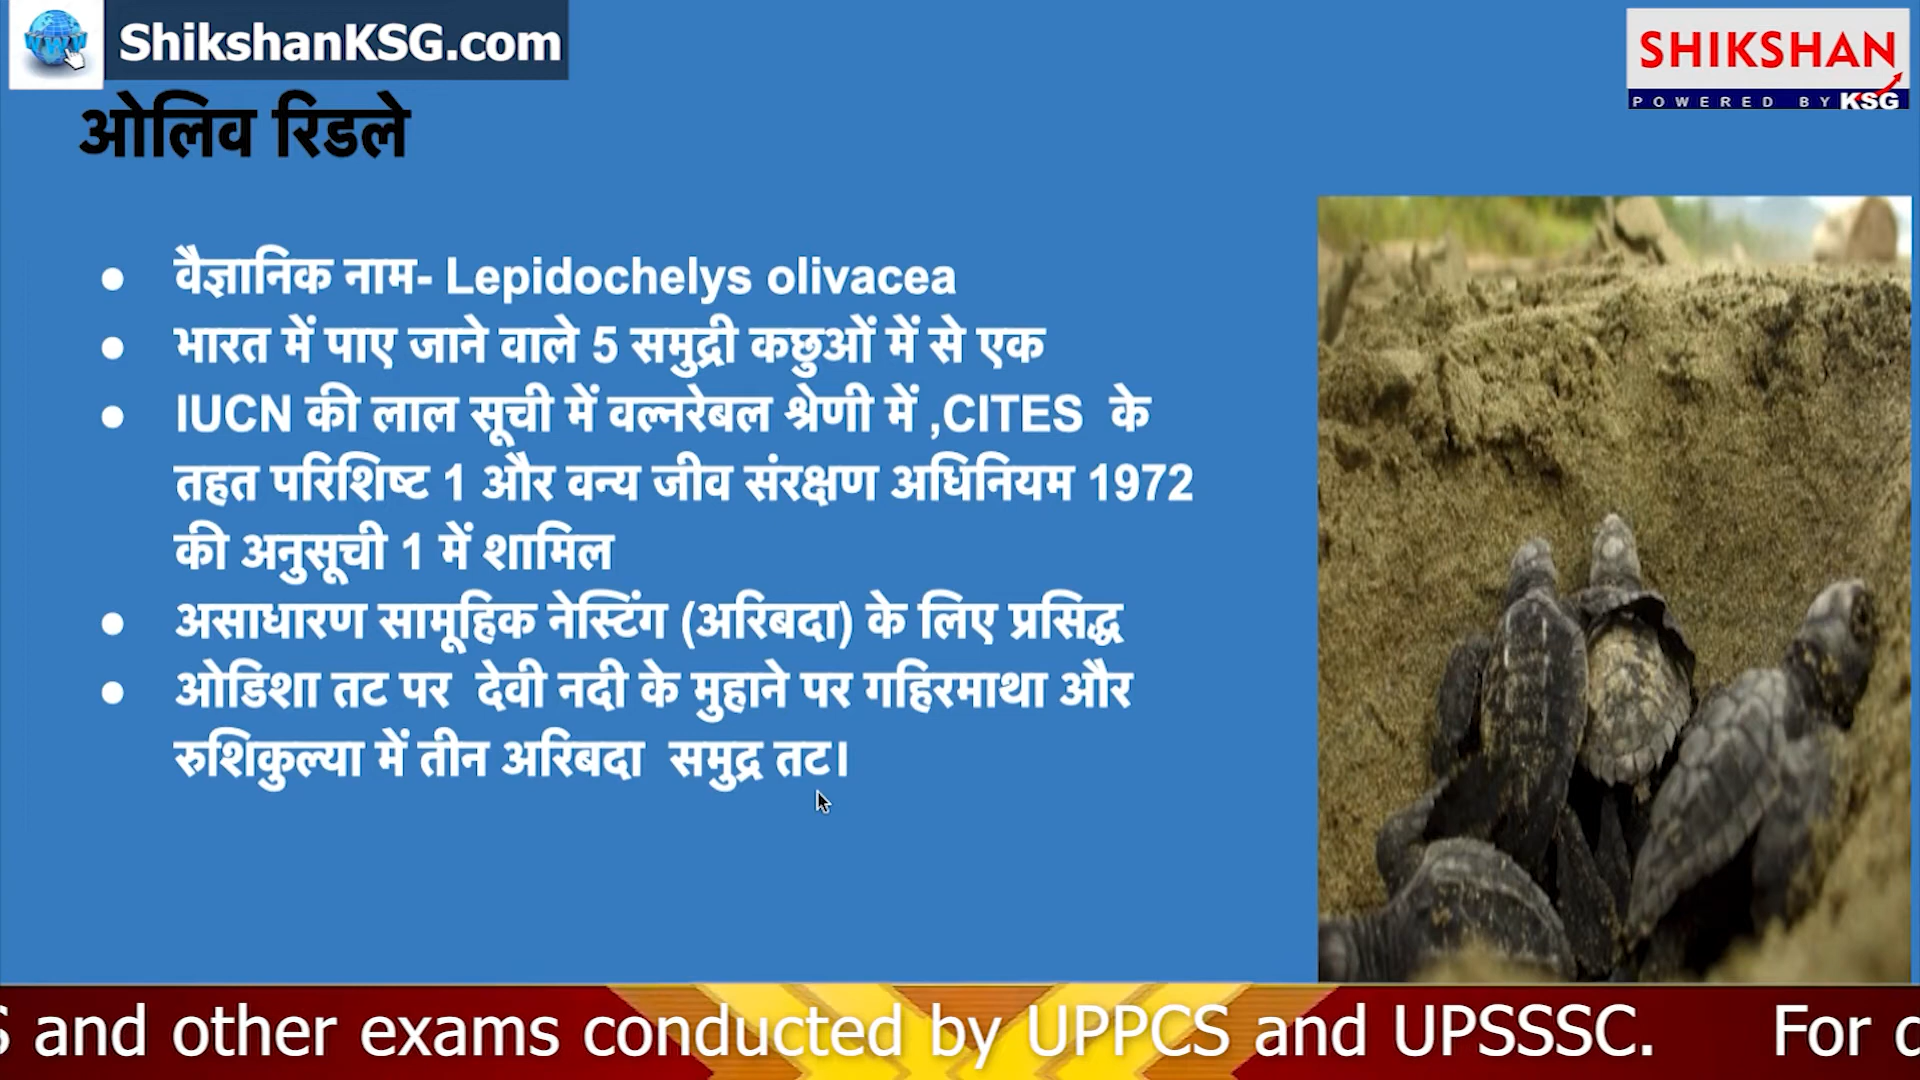 ShikshanKSG.com
SHIKSHAN
POWERED BY KSG
ओलिव रिडले
● वैज्ञानिक नाम- Lepidochelys olivacea
● भारत में पाए जाने वाले 5 समुद्री कछुओं में से एक
● IUCN की लाल सूची में वल्नरेबल श्रेणी में ,CITES के
तहत परिशिष्ट 1 और वन्य जीव संरक्षण अधिनियम 1972
की अनुसूची 1 में शामिल
● असाधारण सामूहिक नेस्टिंग (अरिबदा) के लिए प्रसिद्ध
● ओडिशा तट पर देवी नदी के मुहाने पर गहिरमाथा और
रुशिकुल्या में तीन अरिबदा समुद्र तट।
and other exams conducted by UPPCS and UPSSSC. For